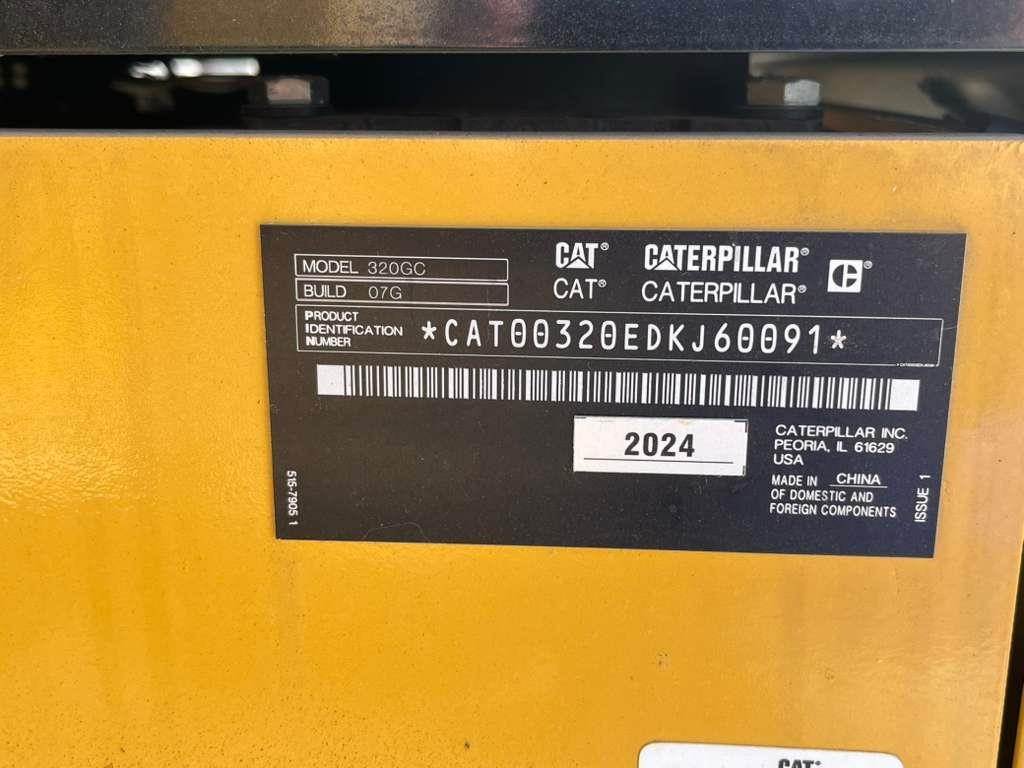 CAT® CATERPILLAR® C®
CAT® CATERPILLAR®
MODEL 320GC
BUILD 07G
PRODUCT
IDENTIFICATION
NUMBER
*CAT00320EDKJ60091*
2024
CATERPILLAR INC.
PEORIA, IL 61629
USA
MADE IN CHINA
OF DOMESTIC AND
FOREIGN COMPONENTS
515-7905 1
ISSUE 1
CAT